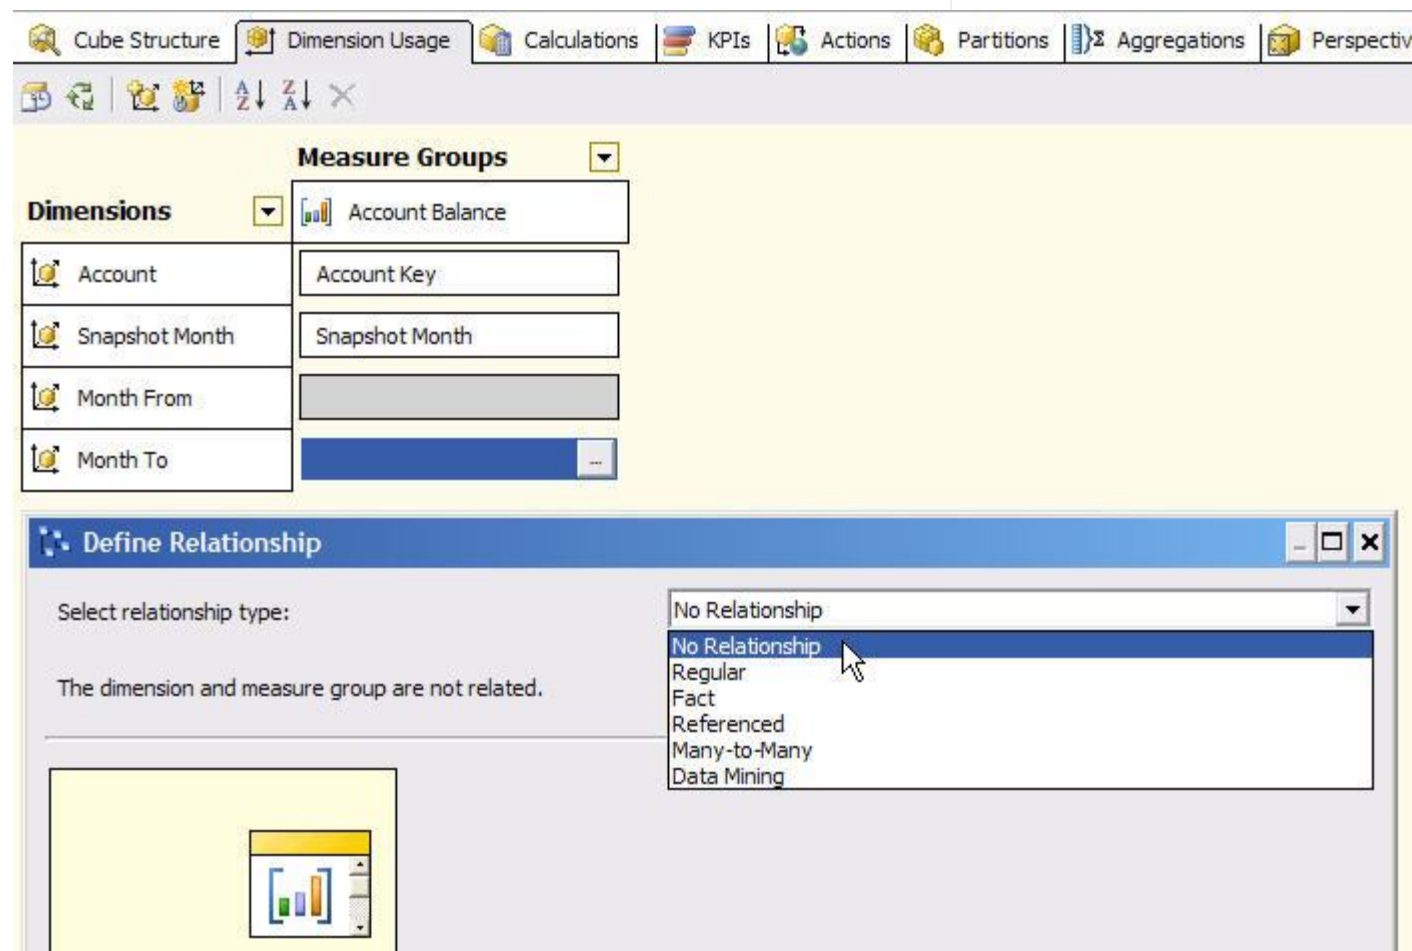 Cube Structure Dimension Usage Calculations KPIs Actions Partitions Aggregations Perspectiv
Measure Groups
Dimensions Account Balance
Account Account Key
Snapshot Month Snapshot Month
Month From
Month To ...
Define Relationship
Select relationship type: No Relationship
No Relationship
Regular
The dimension and measure group are not related.
Fact
Referenced
Many-to-Many
Data Mining